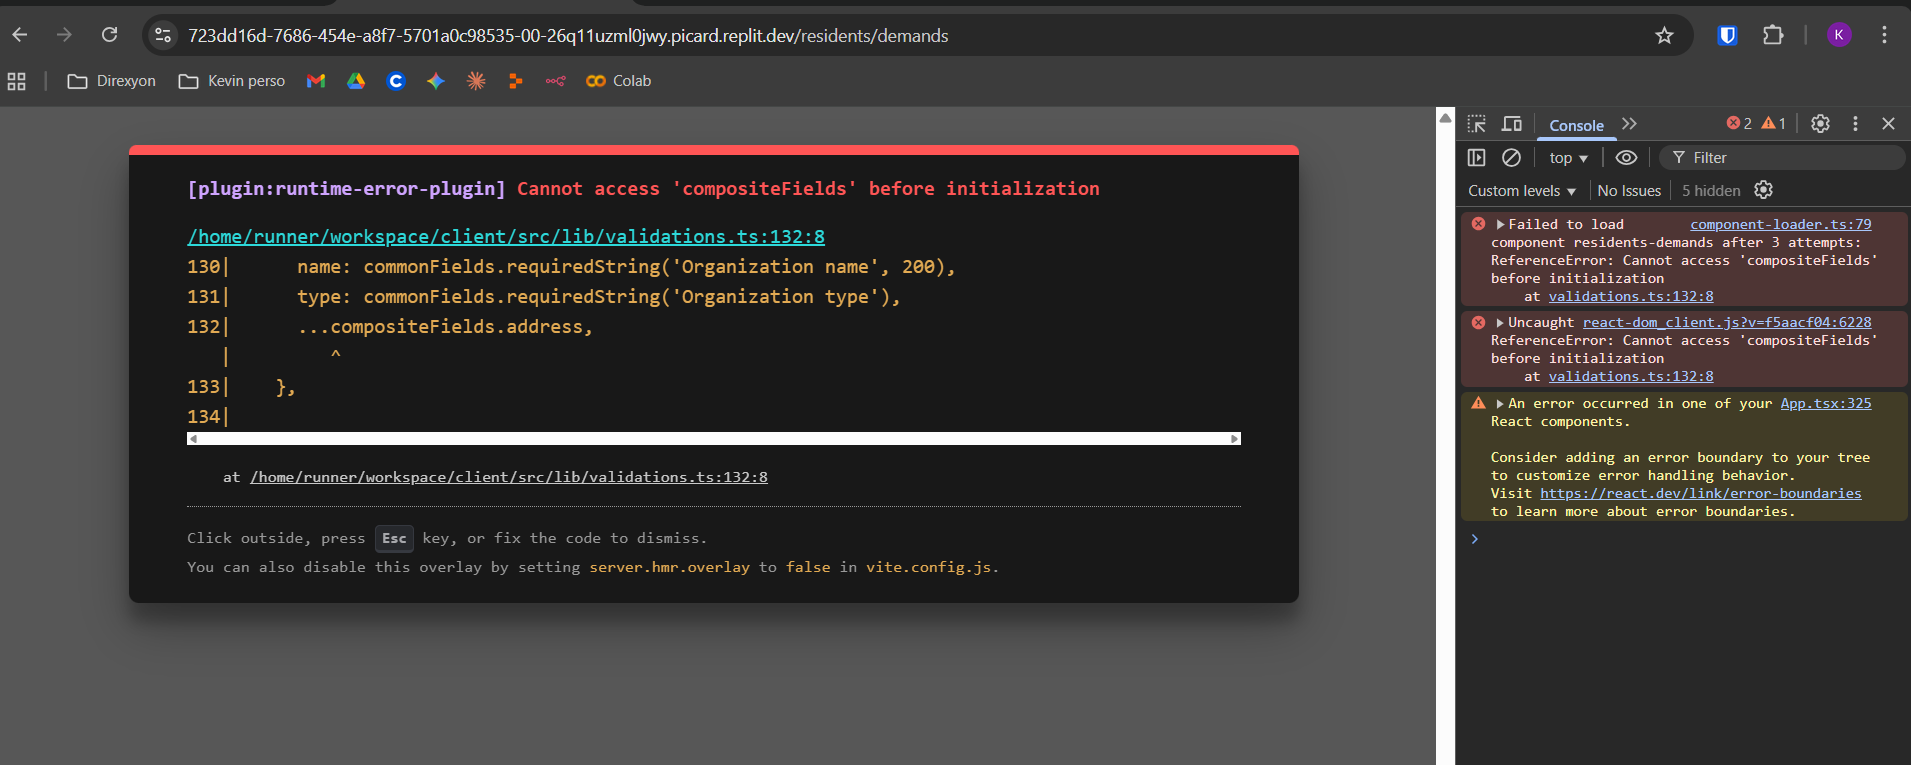 723dd16d-7686-454e-a8f7-5701a0c98535-00-26q11uzml0jwy.picard.replit.dev/residents/demands
K
Direxyon
Kevin perso
Colab
[plugin:runtime-error-plugin] Cannot access 'compositeFields' before initialization
/home/runner/workspace/client/src/lib/validations.ts:132:8
130|      name: commonFields.requiredString('Organization name', 200),
131|      type: commonFields.requiredString('Organization type'),
132|      ...compositeFields.address,
   |         ^
133|    },
134|
at /home/runner/workspace/client/src/lib/validations.ts:132:8
Click outside, press Esc key, or fix the code to dismiss.
You can also disable this overlay by setting server.hmr.overlay to false in vite.config.js.
Console
2
1
top
Filter
Custom levels
No Issues
5 hidden
Failed to load component-loader.ts:79
component residents-demands after 3 attempts:
ReferenceError: Cannot access 'compositeFields'
before initialization
at validations.ts:132:8
Uncaught react-dom_client.js?v=f5aacf04:6228
ReferenceError: Cannot access 'compositeFields'
before initialization
at validations.ts:132:8
An error occurred in one of your App.tsx:325
React components.
Consider adding an error boundary to your tree
to customize error handling behavior.
Visit https://react.dev/link/error-boundaries
to learn more about error boundaries.